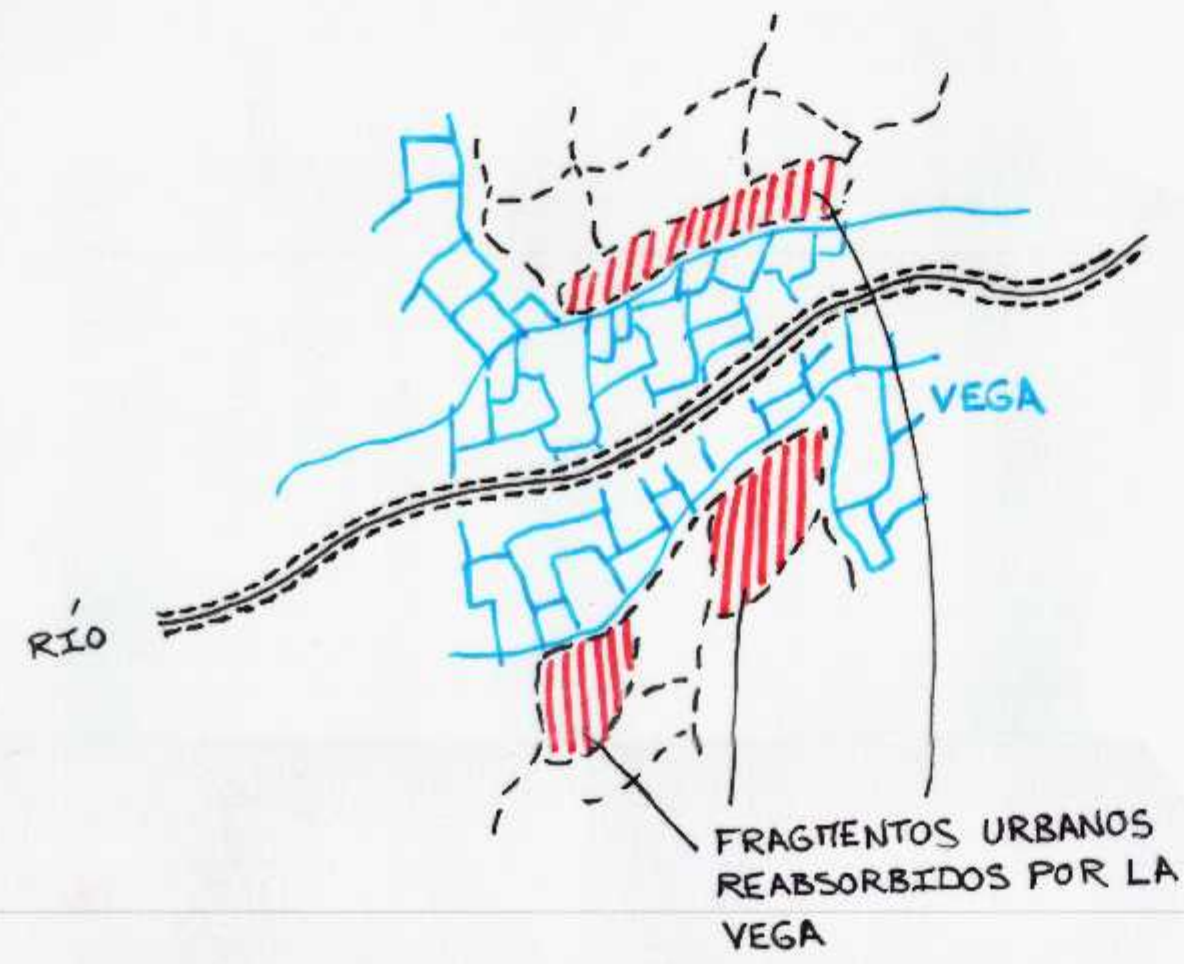 VEGA
RÍO
FRAGMENTOS URBANOS
REABSORBIDOS POR LA
VEGA